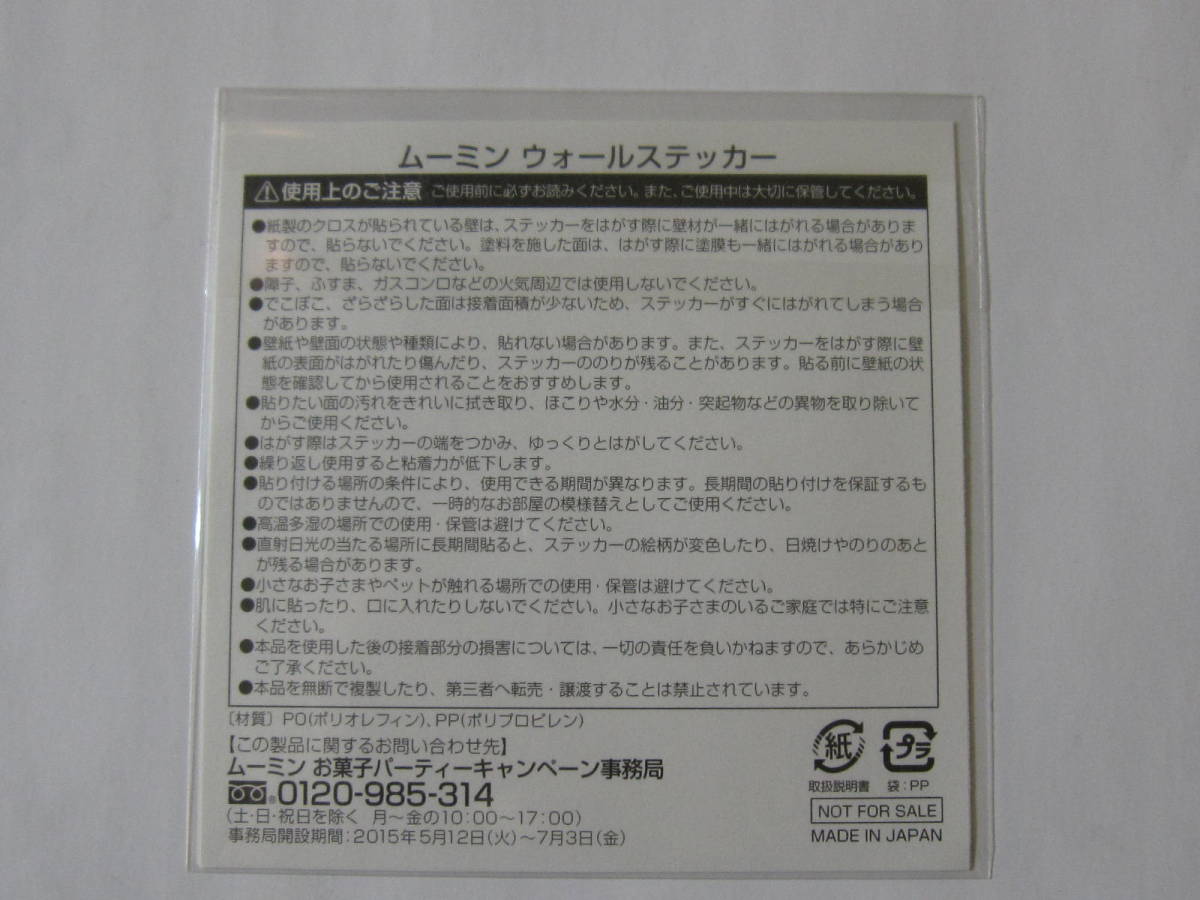 ムーミン ウォールステッカー
使用上のご注意 ご使用前に必ずお読みください。また、ご使用中は大切に保管してください。
●紙製のクロスが貼られている壁は、ステッカーをはがす際に壁材が一緒にはがれる場合がありま
すので、貼らないでください。塗料を施した面は、はがす際に塗膜も一緒にはがれる場合があり
ますので、貼らないでください。
●障子、ふすま、ガスコンロなどの火気周辺では使用しないでください。
●でこぼこ、ざらざらした面は接着面積が少ないため、ステッカーがすぐにはがれてしまう場合
があります。
●壁紙や壁面の状態や種類により、貼れない場合があります。また、ステッカーをはがす際に壁
紙の表面がはがれたり傷んだり、ステッカーののりが残ることがあります。貼る前に壁紙の状
態を確認してから使用されることをおすすめします。
●貼りたい面の汚れをきれいに拭き取り、ほこりや水分・油分・突起物などの異物を取り除いて
からご使用ください。
●はがす際はステッカーの端をつかみ、ゆっくりとはがしてください。
●繰り返し使用すると粘着力が低下します。
●貼り付ける場所の条件により、使用できる期間が異なります。長期間の貼り付けを保証するも
のではありませんので、一時的なお部屋の模様替えとしてご使用ください。
●高温多湿の場所での使用・保管は避けてください。
●直射日光の当たる場所に長期間貼ると、ステッカーの絵柄が変色したり、日焼けやのりのあと
が残る場合があります。
●小さなお子さまやペットが触れる場所での使用・保管は避けてください。
●肌に貼ったり、口に入れたりしないでください。小さなお子さまのいるご家庭では特にご注意
ください。
●本品を使用した後の接着部分の損害については、一切の責任を負いかねますので、あらかじめ
ご了承ください。
●本品を無断で複製したり、第三者へ転売・譲渡することは禁止されています。
〔材質〕PO(ポリオレフィン)、PP(ポリプロピレン)
【この製品に関するお問い合わせ先】
ムーミン お菓子パーティーキャンペーン事務局
0120-985-314
(土・日・祝日を除く 月〜金の10:00〜17:00)
事務局開設期間:2015年5月12日(火)〜7月3日(金)
紙 プラ
取扱説明書 袋:PP
NOT FOR SALE
MADE IN JAPAN